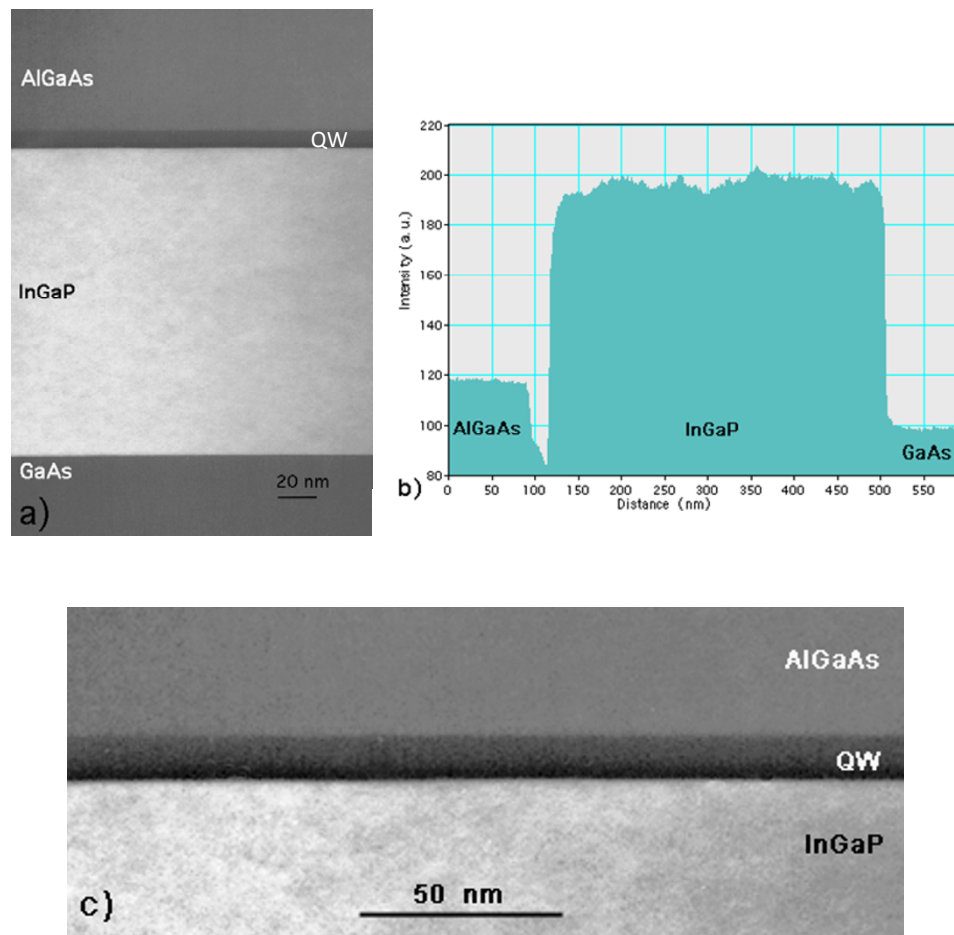 AlGaAs
QW
InGaP
GaAs
20 nm
a)
220
200
180
160
140
120
100
80
Intensity (a. u.)
AlGaAs
InGaP
GaAs
b)
0 50 100 150 200 250 300 350 400 450 500 550
Distance (nm)
AlGaAs
QW
InGaP
50 nm
c)